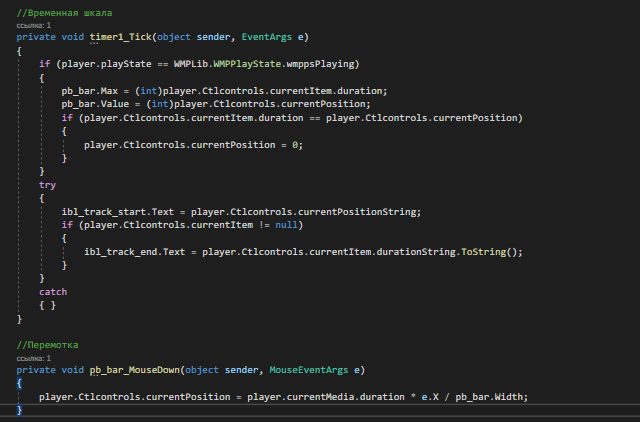 //Временная шкала
ссылка: 1
private void timer1_Tick(object sender, EventArgs e)
{
if (player.playState == WMPLib.WMPPlayState.wmppsPlaying)
{
pb_bar.Max = (int)player.Ctlcontrols.currentItem.duration;
pb_bar.Value = (int)player.Ctlcontrols.currentPosition;
if (player.Ctlcontrols.currentItem.duration == player.Ctlcontrols.currentPosition)
{
player.Ctlcontrols.currentPosition = 0;
}
}
try
{
ibl_track_start.Text = player.Ctlcontrols.currentPositionString;
if (player.Ctlcontrols.currentItem != null)
{
ibl_track_end.Text = player.Ctlcontrols.currentItem.durationString.ToString();
}
}
catch
{ }
}
//Перемотка
ссылка: 1
private void pb_bar_MouseDown(object sender, MouseEventArgs e)
{
player.Ctlcontrols.currentPosition = player.currentMedia.duration * e.X / pb_bar.Width;
}